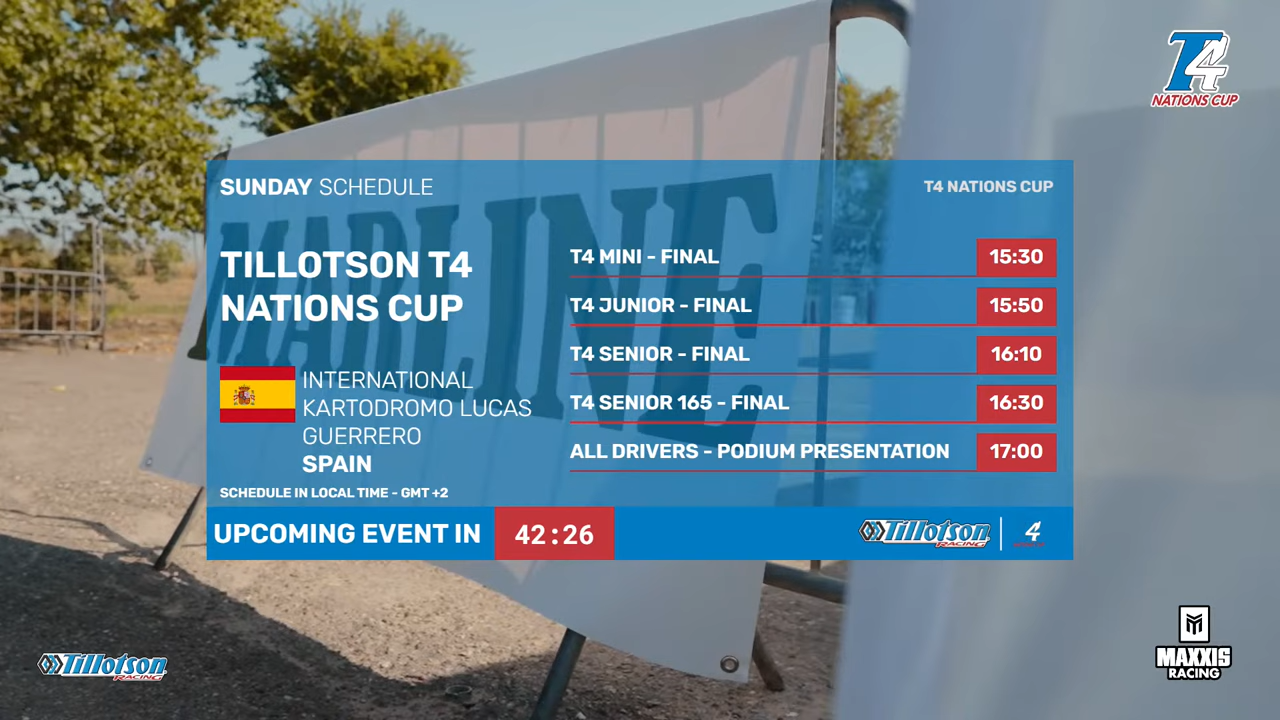 T4
NATIONS CUP
SUNDAY SCHEDULE
T4 NATIONS CUP
TILLOTSON T4
NATIONS CUP
INTERNATIONAL
KARTODROMO LUCAS
GUERRERO
SPAIN
SCHEDULE IN LOCAL TIME - GMT +2
T4 MINI - FINAL 15:30
T4 JUNIOR - FINAL 15:50
T4 SENIOR - FINAL 16:10
T4 SENIOR 165 - FINAL 16:30
ALL DRIVERS - PODIUM PRESENTATION 17:00
MARLINE
UPCOMING EVENT IN 42:26
Tillotson
RACING
4
Tillotson
RACING
MAXXIS
RACING